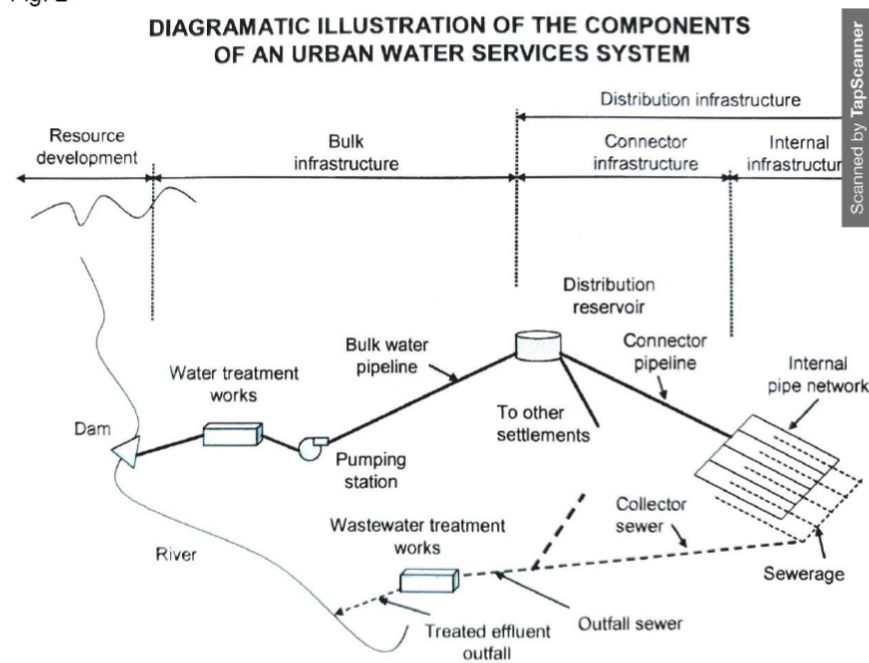 Fig. 2
DIAGRAMATIC ILLUSTRATION OF THE COMPONENTS
OF AN URBAN WATER SERVICES SYSTEM
Scanned by TapScanner
Distribution infrastructure
Resource
development
Bulk
infrastructure
Connector
infrastructure
Internal
infrastructur
Distribution
reservoir
Bulk water
pipeline
Connector
pipeline
Internal
pipe network
Water treatment
works
To other
settlements
Dam
Pumping
station
Collector
sewer
Wastewater treatment
works
River
Sewerage
Treated effluent
outfall
Outfall sewer